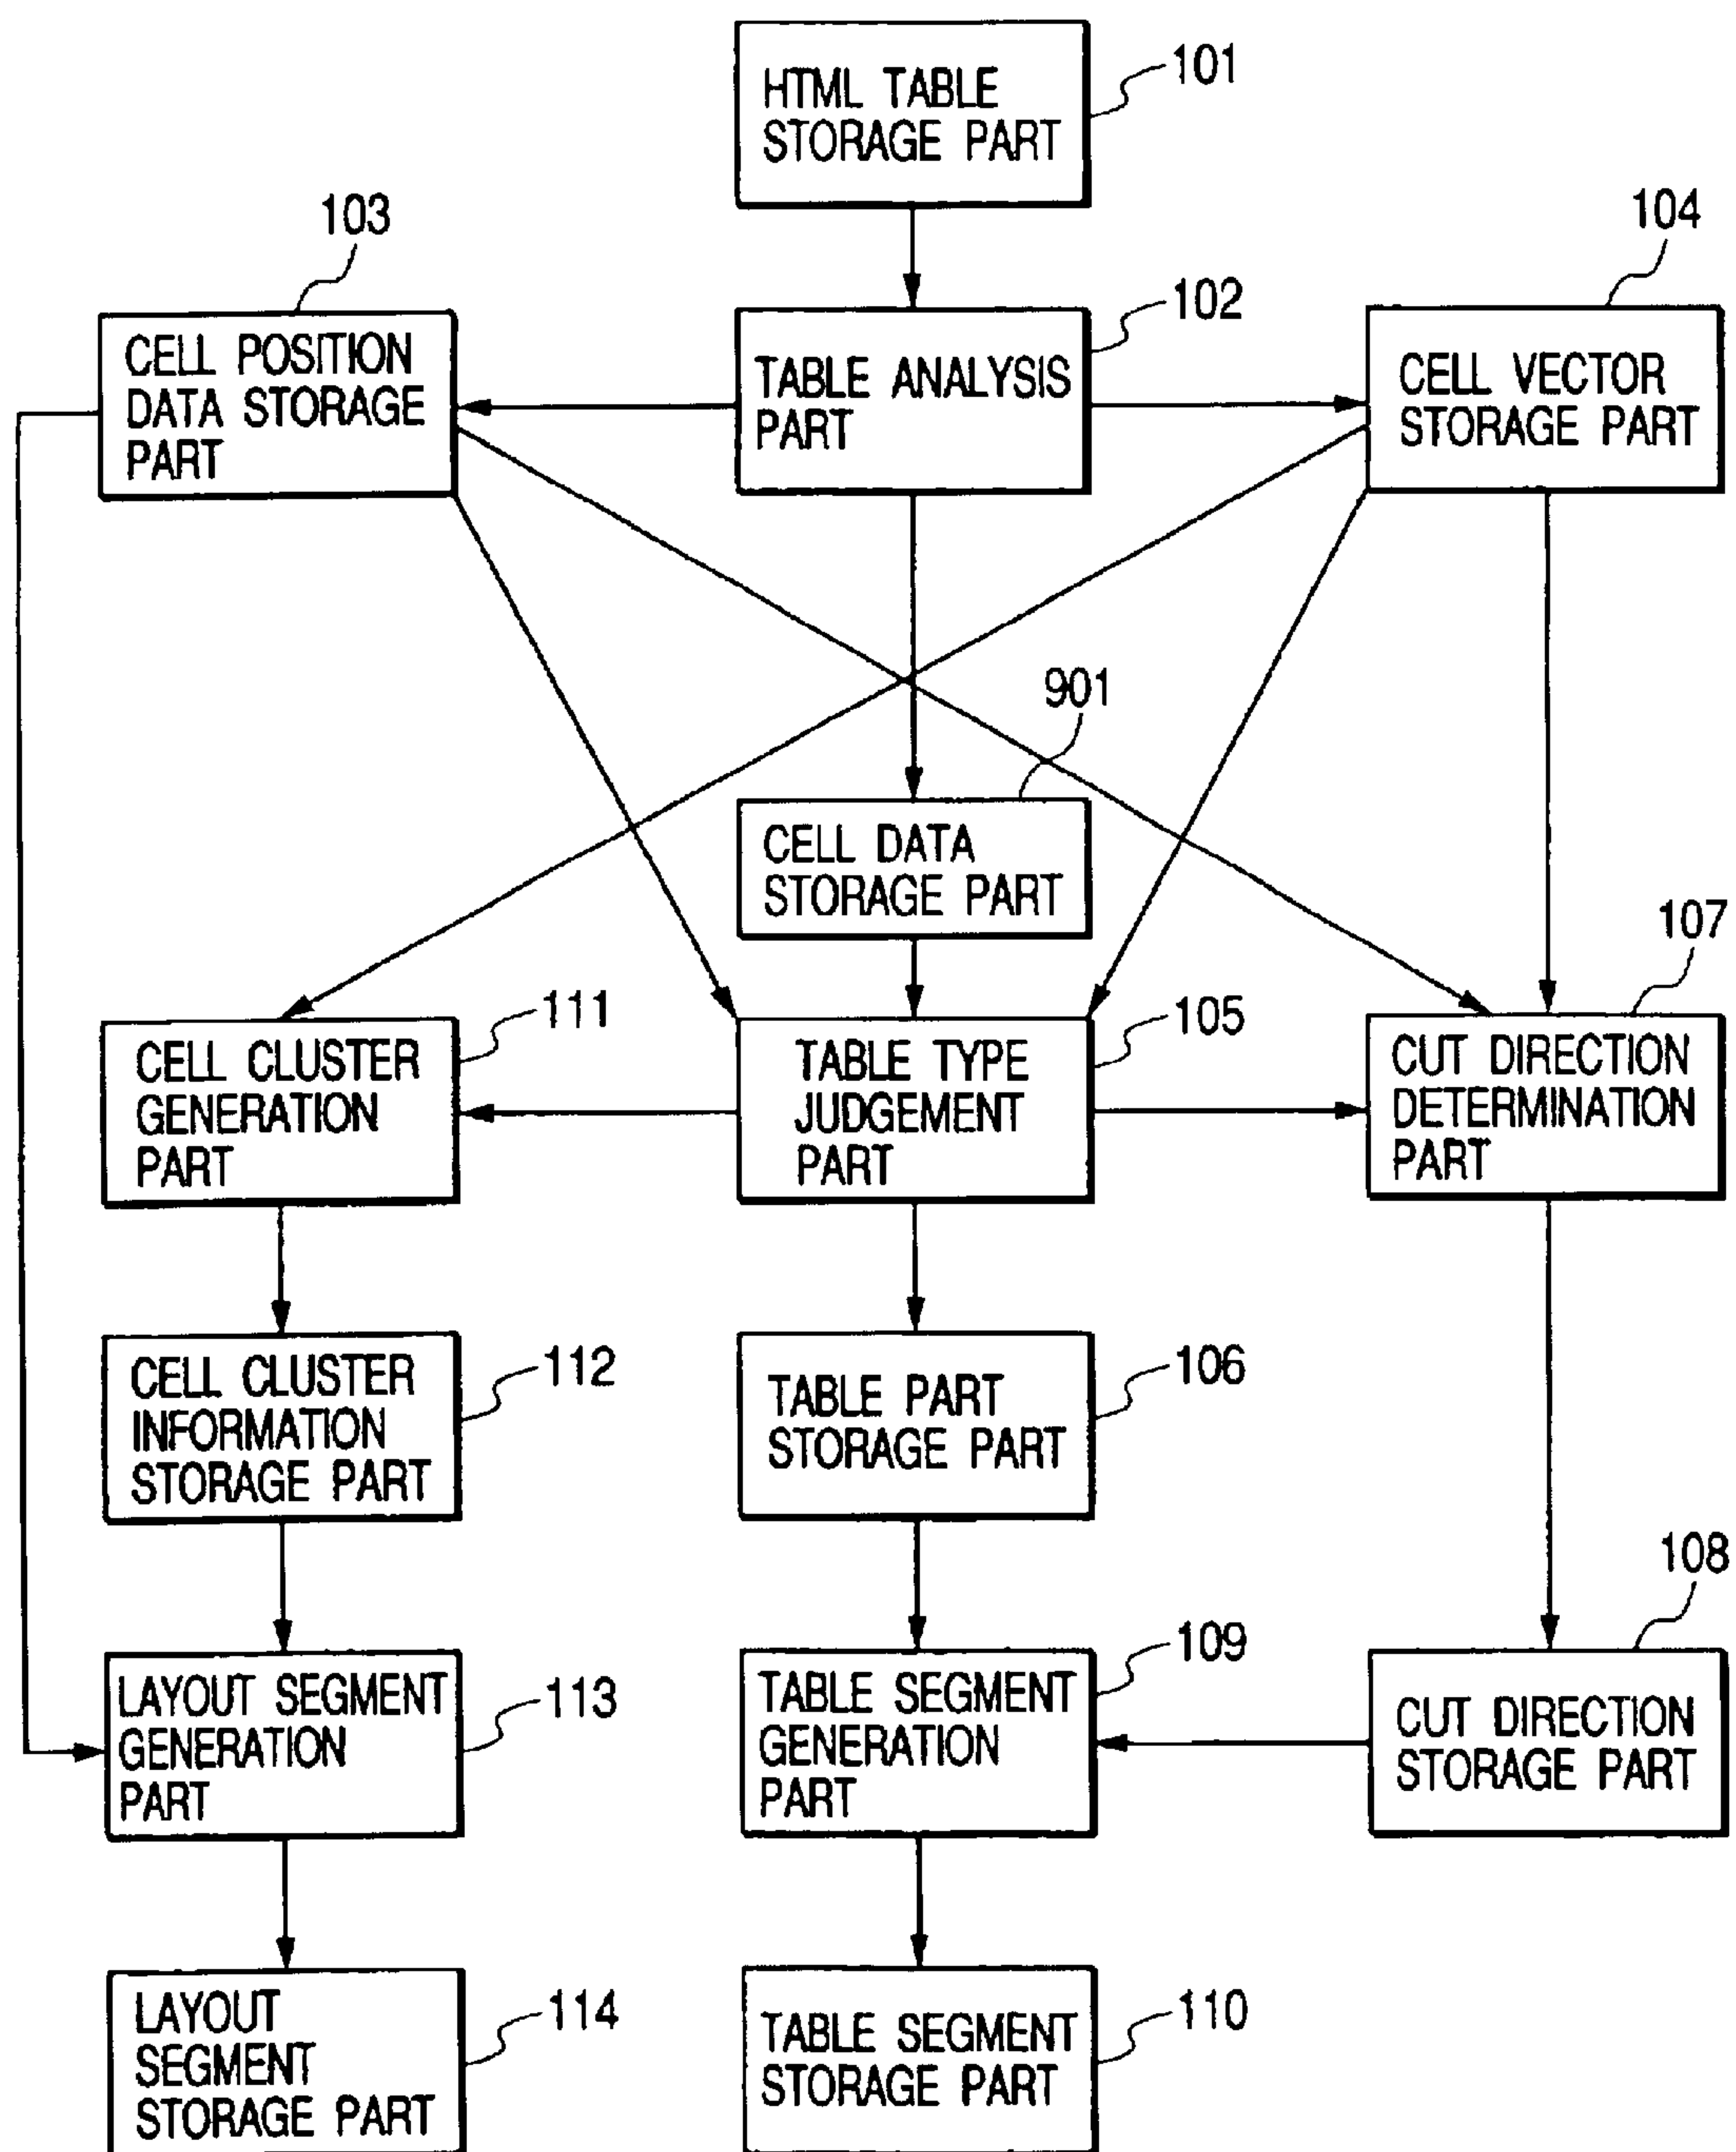 HTML TABLE
STORAGE PART
101
103
CELL POSITION
DATA STORAGE
PART
102
TABLE ANALYSIS
PART
104
CELL VECTOR
STORAGE PART
901
CELL DATA
STORAGE PART
111
CELL CLUSTER
GENERATION
PART
105
TABLE TYPE
JUDGEMENT
PART
107
CUT DIRECTION
DETERMINATION
PART
112
CELL CLUSTER
INFORMATION
STORAGE PART
106
TABLE PART
STORAGE PART
108
CUT DIRECTION
STORAGE PART
113
LAYOUT SEGMENT
GENERATION
PART
109
TABLE SEGMENT
GENERATION
PART
114
LAYOUT
SEGMENT
STORAGE PART
110
TABLE SEGMENT
STORAGE PART